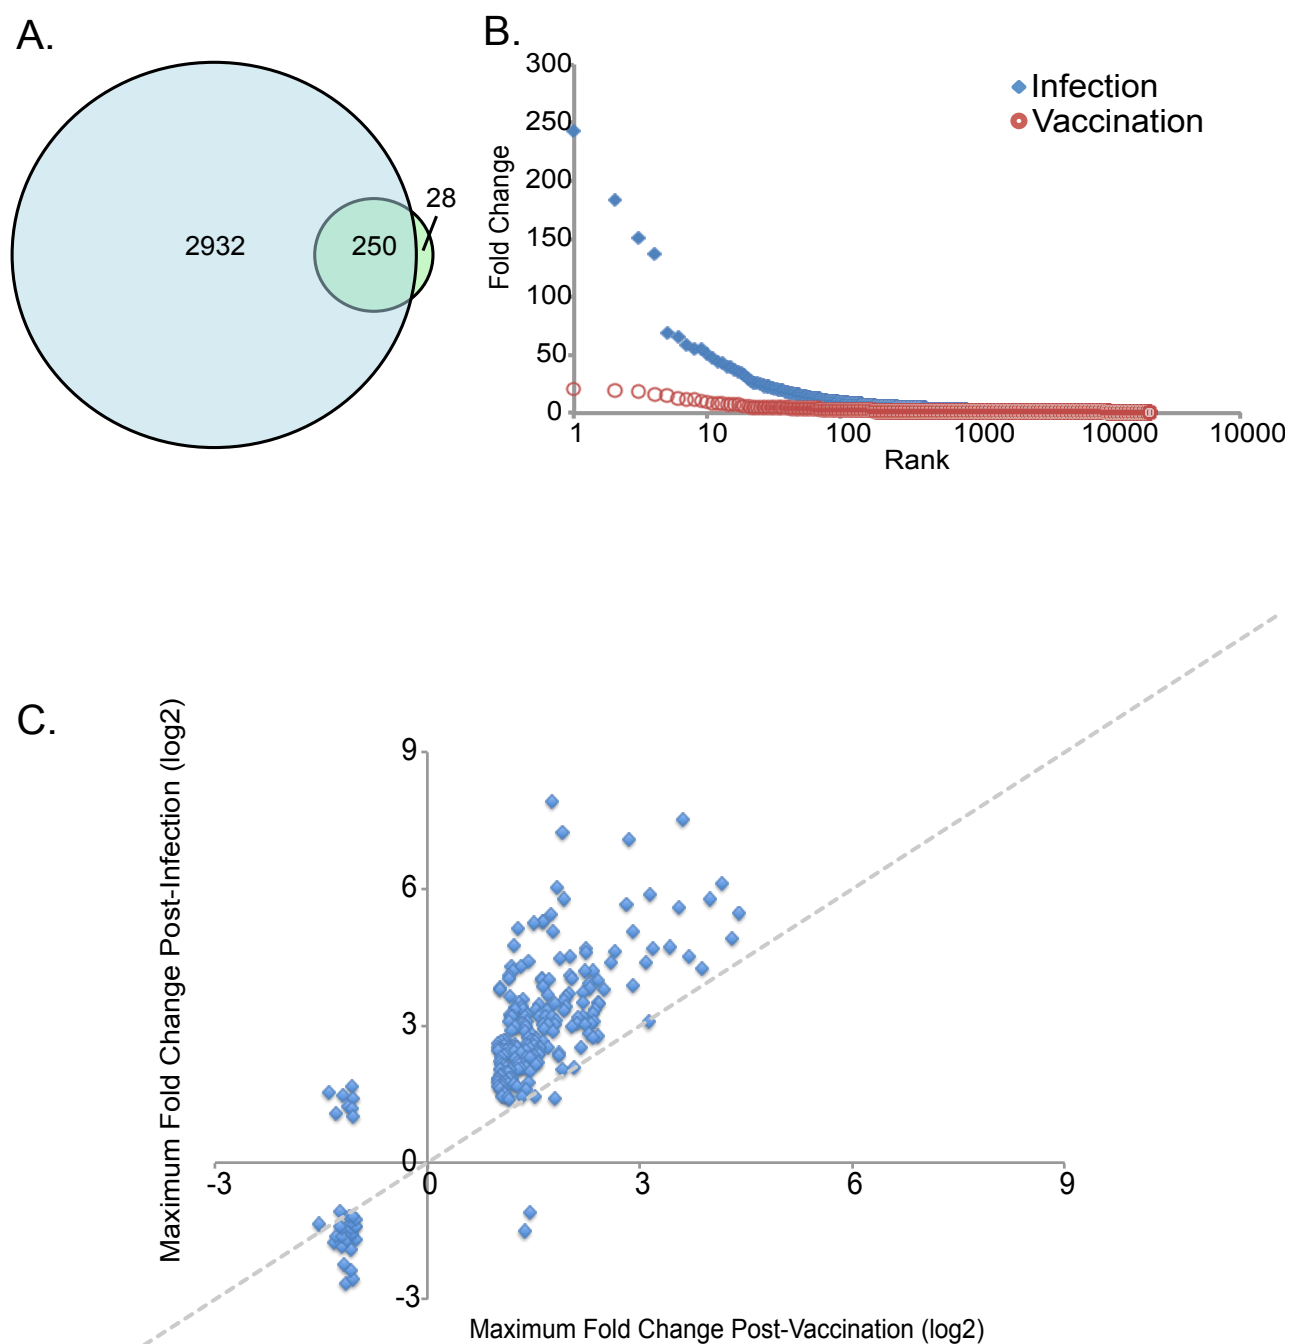 A.
2932
250
28
B.
300
250
200
150
100
50
0
Fold Change
1
10
100
1000
10000
10000
Rank
Infection
Vaccination
C.
Maximum Fold Change Post-Infection (log2)
9
6
3
0
-3
-3
0
3
6
9
Maximum Fold Change Post-Vaccination (log2)